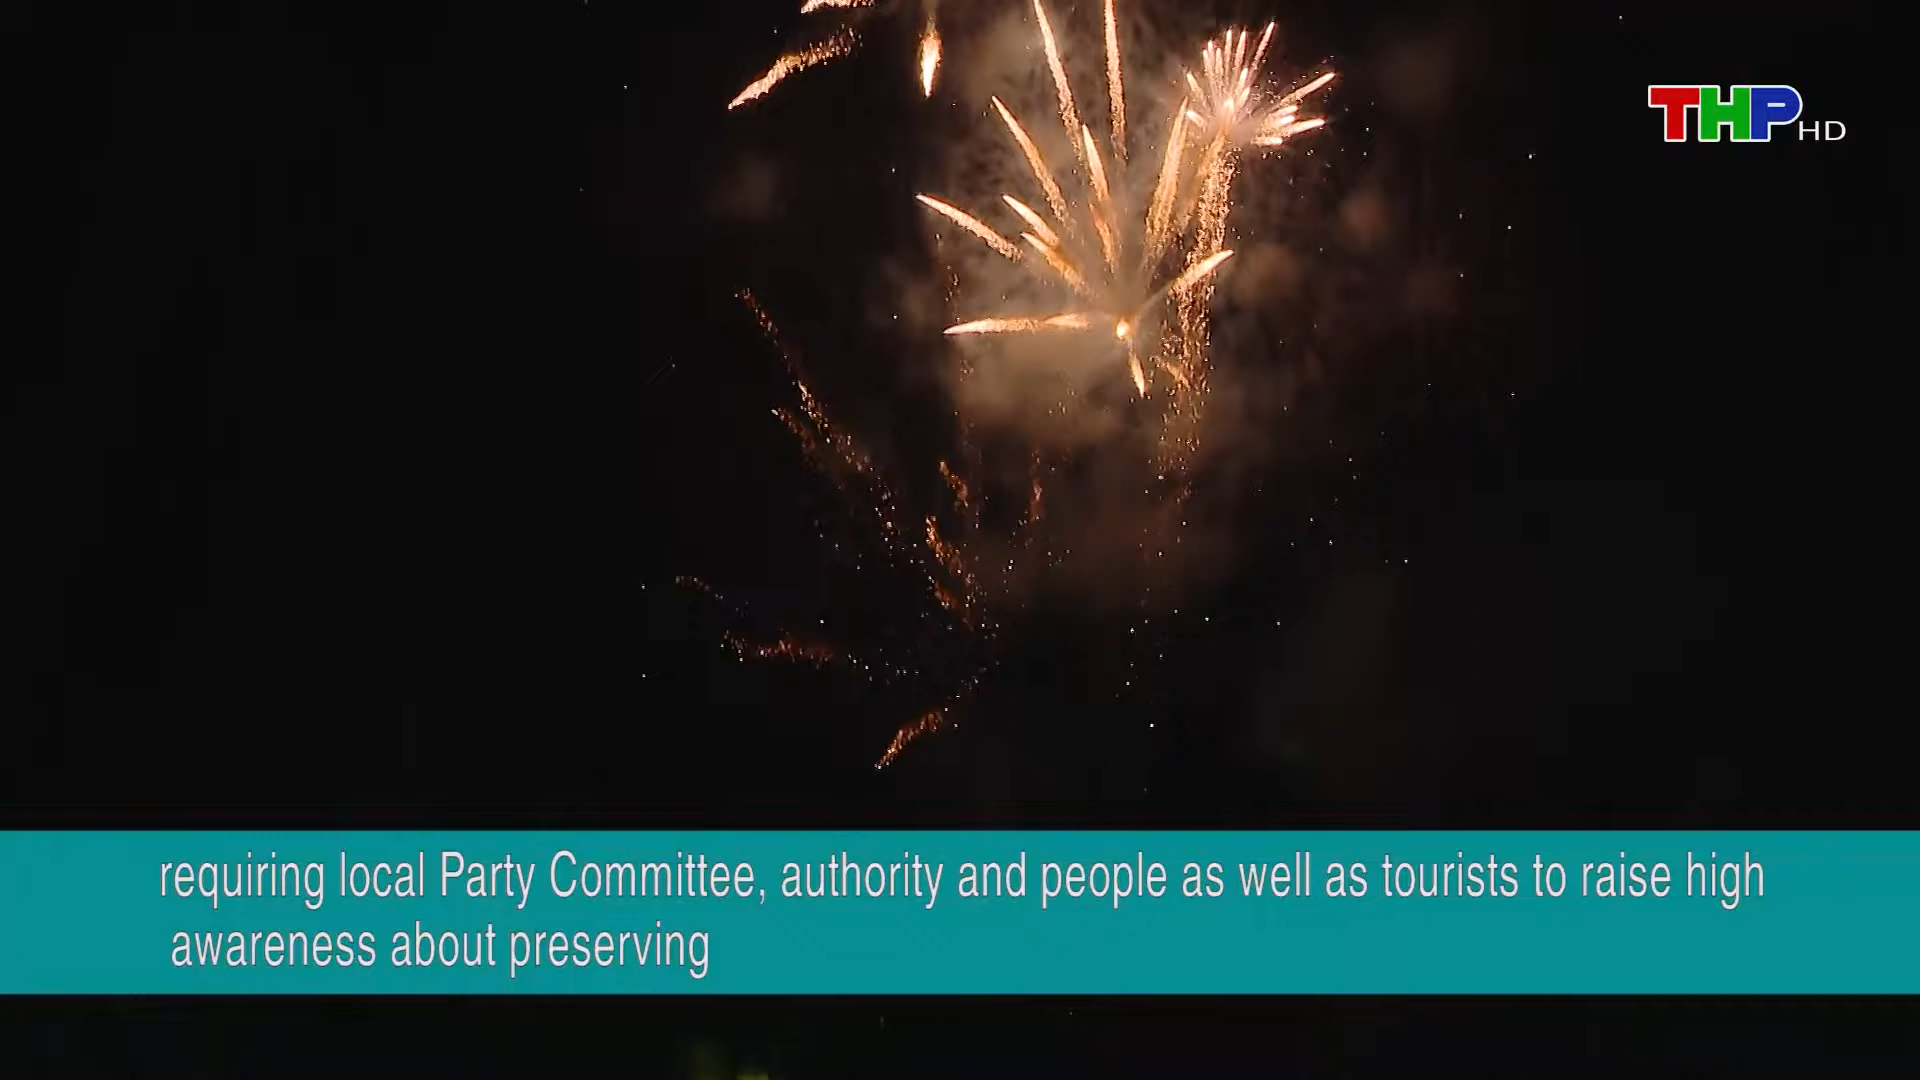 THP HD
requiring local Party Committee, authority and people as well as tourists to raise high
awareness about preserving